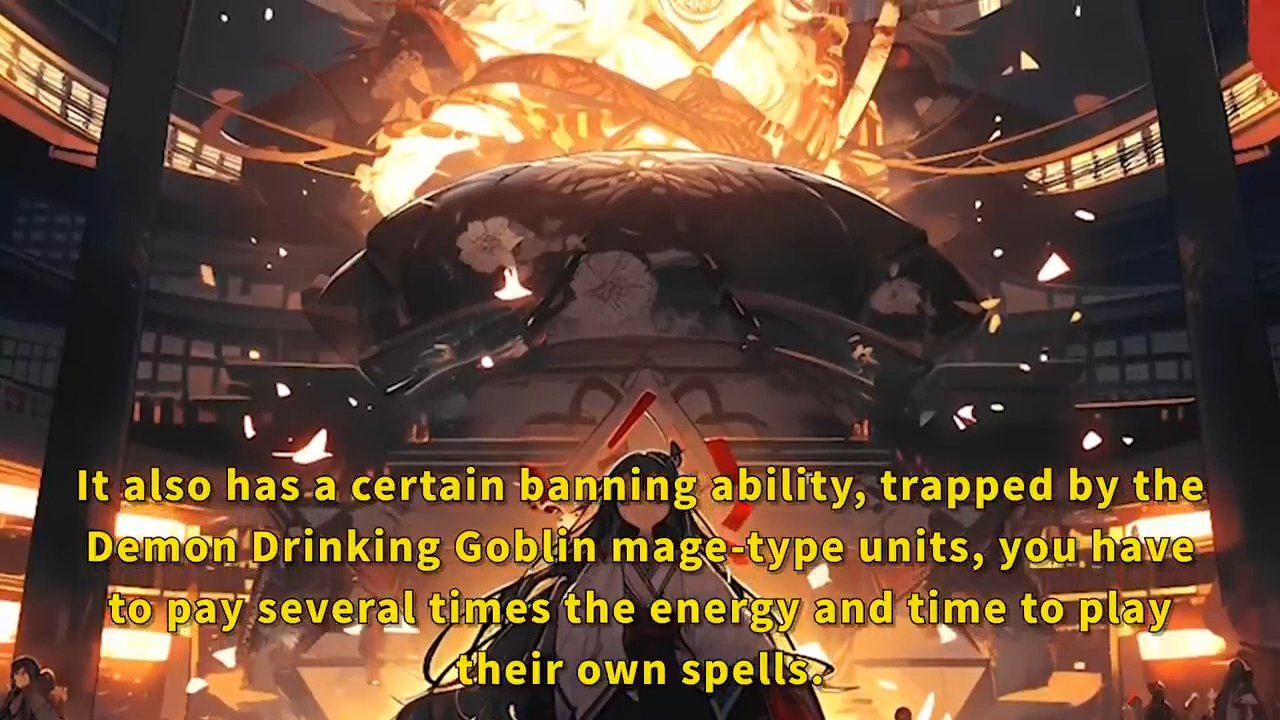 It also has a certain banning ability, trapped by the
Demon Drinking Goblin mage-type units, you have
to pay several times the energy and time to play
their own spells.